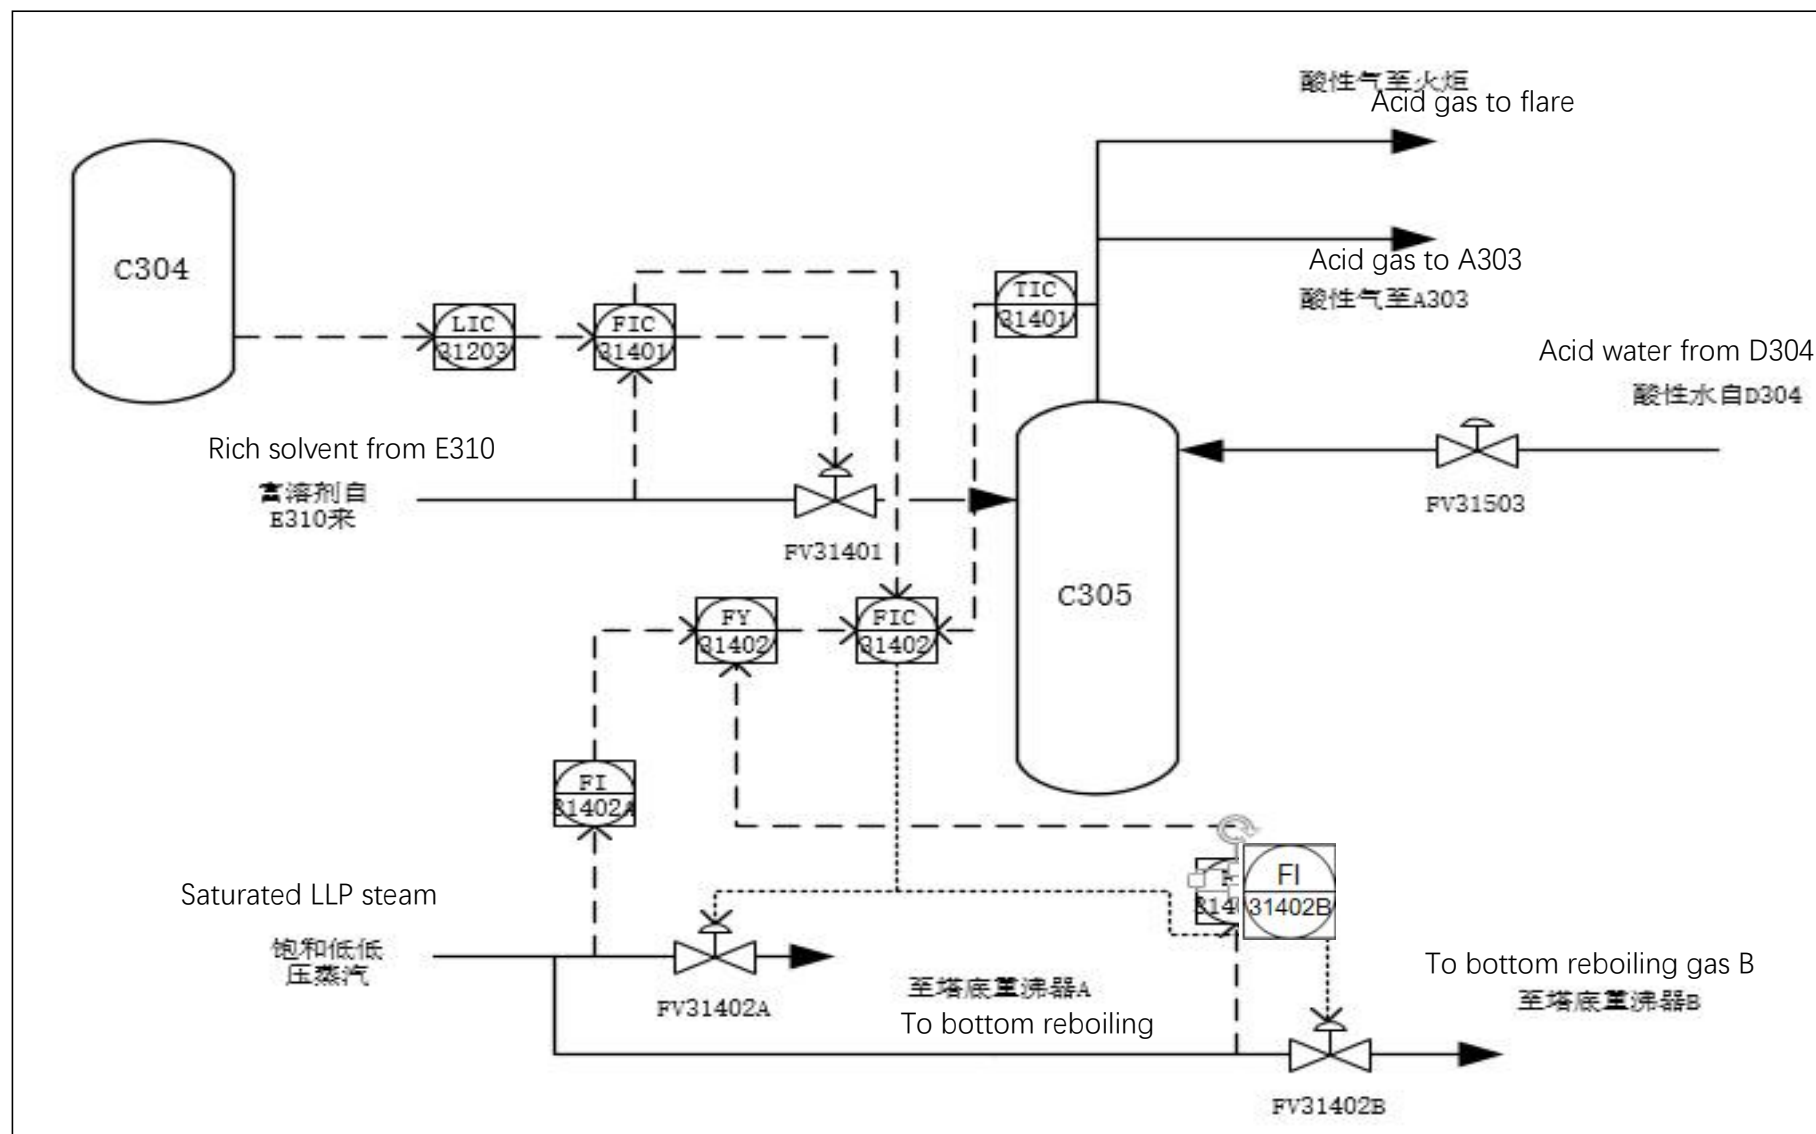 酸性气至火炬
Acid gas to flare
C304
Acid gas to A303
酸性气至A303
TIC
31401
LIC
31203
FIC
31401
Acid water from D304
酸性水自D304
Rich solvent from E310
富溶剂自
E310来
FV31503
FV31401
C305
FY
31402
FIC
31402
FI
31402A
FI
31402B
Saturated LLP steam
饱和低低
压蒸汽
To bottom reboiling gas B
至塔底重沸器B
至塔底重沸器A
To bottom reboiling
FV31402A
FV31402B